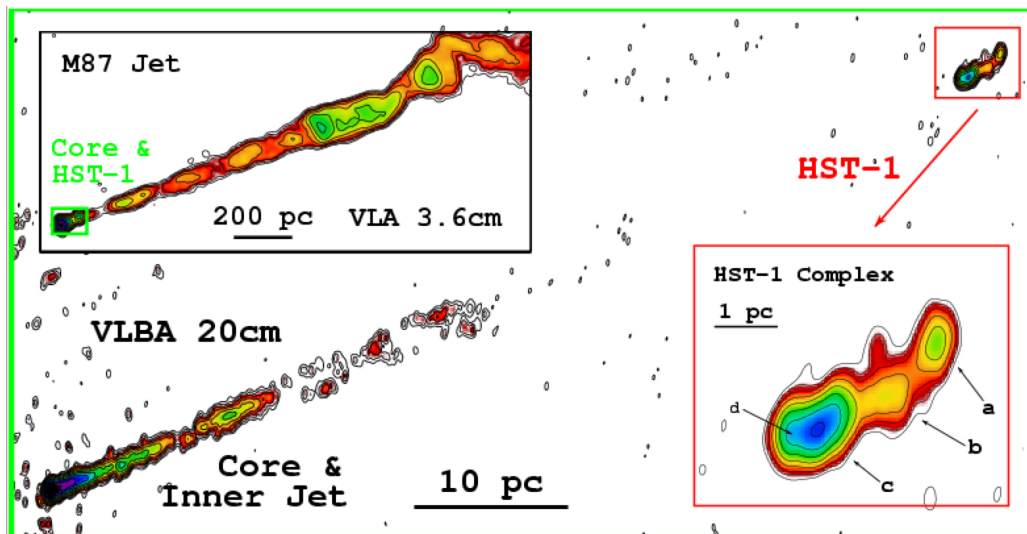 M87 Jet
Core &
HST-1
200 pc
VLA 3.6cm
HST-1
VLBA 20cm
Core &
Inner Jet
10 pc
HST-1 Complex
1 pc
a
b
c
d